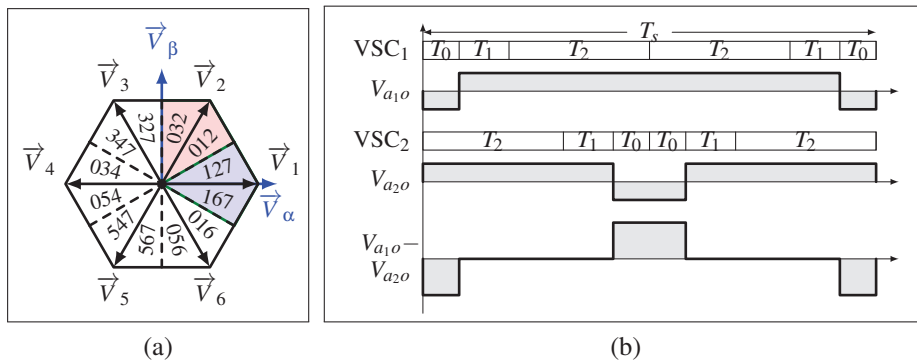 V⃗β
V⃗3
V⃗2
327
032
347
012
V⃗4
034
127
V⃗1
054
167
V⃗α
547
016
567
056
V⃗5
V⃗6
(a)
Ts
VSC1 T0 T1 T2 T2 T1 T0
Va1o
VSC2 T2 T1 T0 T0 T1 T2
Va2o
Va1o−
Va2o
(b)